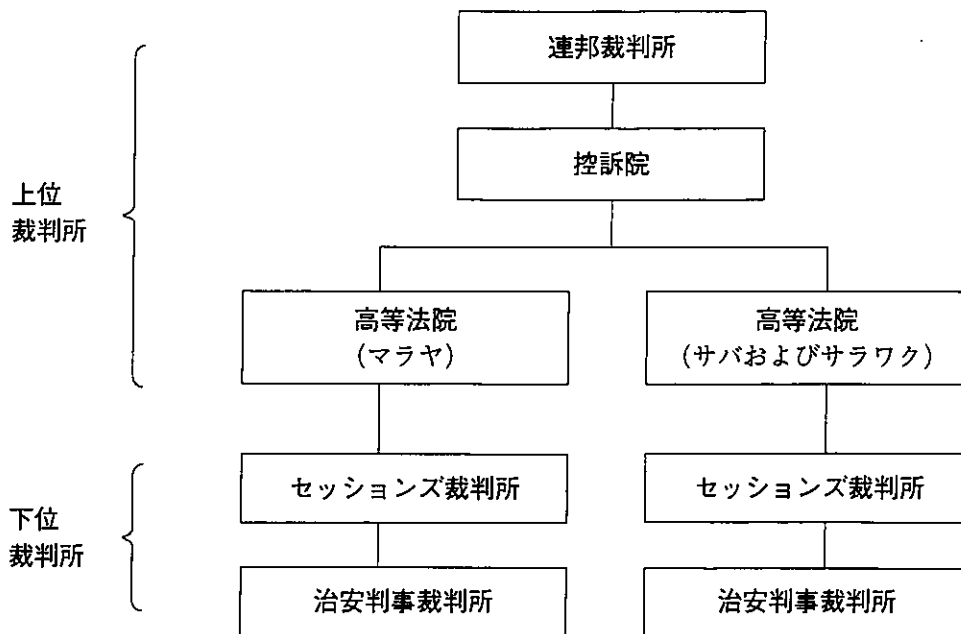 連邦裁判所
控訴院
上位
裁判所
高等法院
(マラヤ)
高等法院
(サバおよびサラワク)
セッションズ裁判所
セッションズ裁判所
下位
裁判所
治安判事裁判所
治安判事裁判所